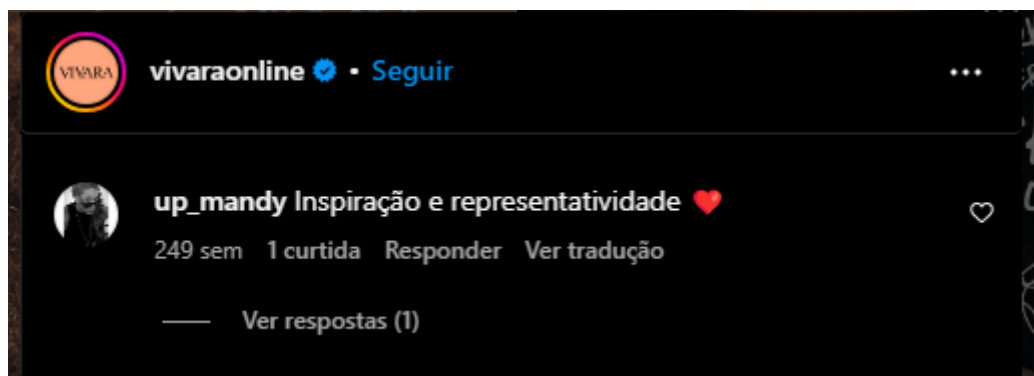 VIVARA
vivaraonline • Seguir
up_mandy Inspiração e representatividade ❤️
249 sem 1 curtida Responder Ver tradução
Ver respostas (1)